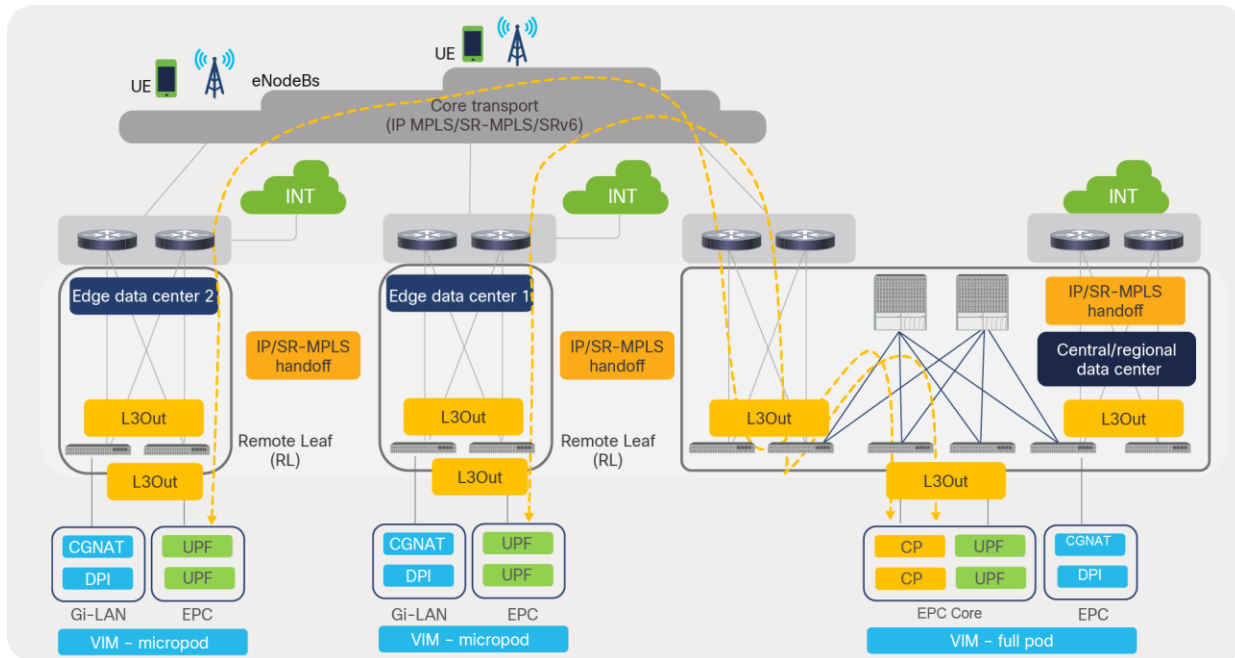 UE
eNodeBs
UE
Core transport
(IP MPLS/SR-MPLS/SRv6)
INT
INT
INT
Edge data center 2
IP/SR-MPLS
handoff
L3Out
Remote Leaf
(RL)
L3Out
CGNAT
DPI
UPF
UPF
Gi-LAN
EPC
VIM – micropod
Edge data center 1
IP/SR-MPLS
handoff
L3Out
Remote Leaf
(RL)
L3Out
CGNAT
DPI
UPF
UPF
Gi-LAN
EPC
VIM – micropod
IP/SR-MPLS
handoff
Central/regional
data center
L3Out
L3Out
L3Out
CP
CP
UPF
UPF
CGNAT
DPI
EPC Core
EPC
VIM – full pod